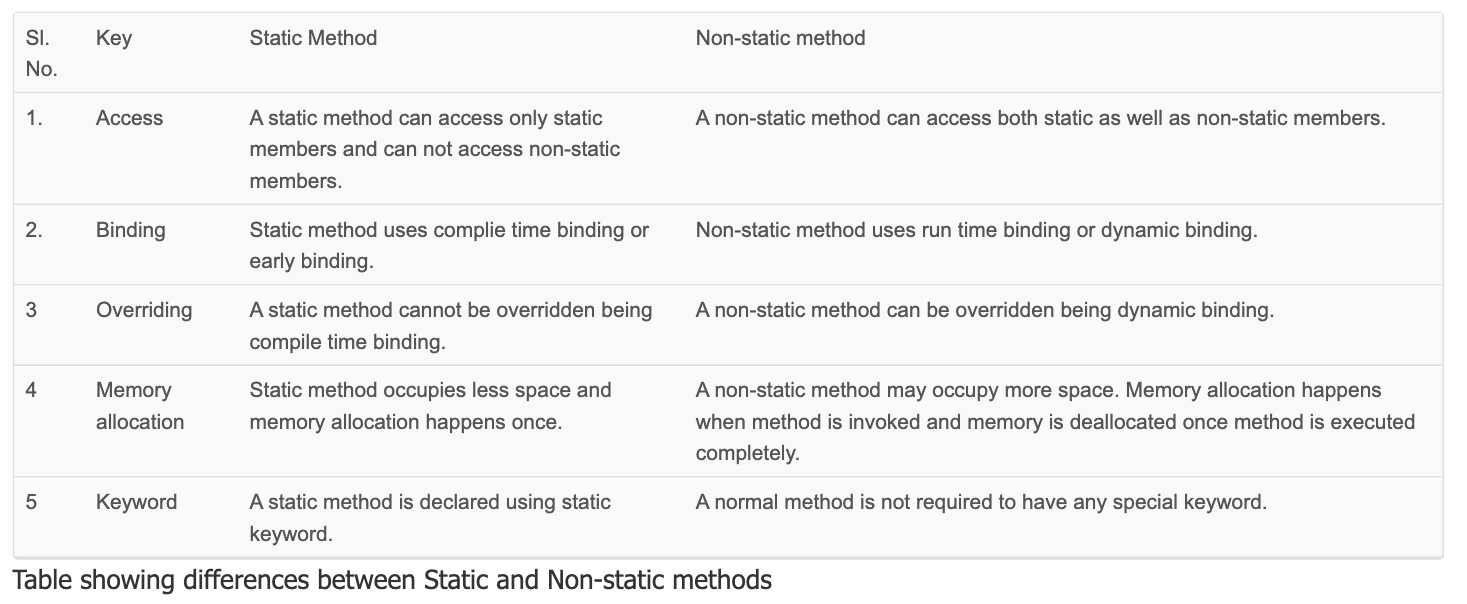 Sl. Key Static Method Non-static method
No.
1. Access A static method can access only static A non-static method can access both static as well as non-static members.
members and can not access non-static
members.
2. Binding Static method uses complie time binding or Non-static method uses run time binding or dynamic binding.
early binding.
3 Overriding A static method cannot be overridden being A non-static method can be overridden being dynamic binding.
compile time binding.
4 Memory Static method occupies less space and A non-static method may occupy more space. Memory allocation happens
allocation memory allocation happens once. when method is invoked and memory is deallocated once method is executed
completely.
5 Keyword A static method is declared using static A normal method is not required to have any special keyword.
keyword.
Table showing differences between Static and Non-static methods